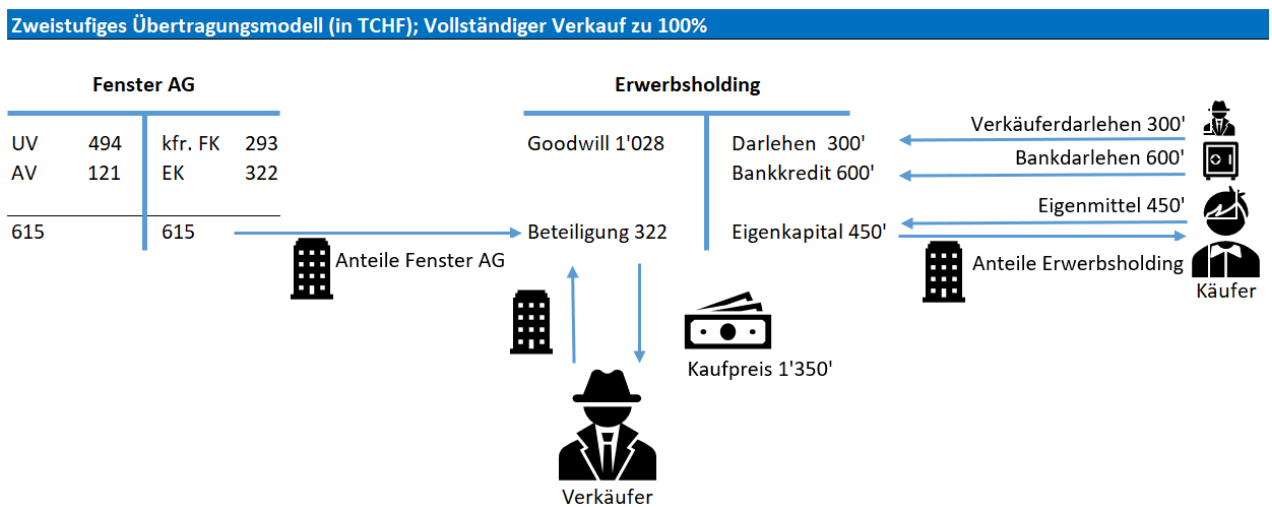 Zweistufiges Übertragungsmodell (in TCHF); Vollständiger Verkauf zu 100%
Fenster AG
UV 494 kfr. FK 293
AV 121 EK 322
615 615
Anteile Fenster AG
Erwerbsholding
Goodwill 1'028 Darlehen 300'
Bankkredit 600'
Beteiligung 322 Eigenkapital 450'
Verkäuferdarlehen 300'
Bankdarlehen 600'
Eigenmittel 450'
Anteile Erwerbsholding
Käufer
Kaufpreis 1'350'
Verkäufer